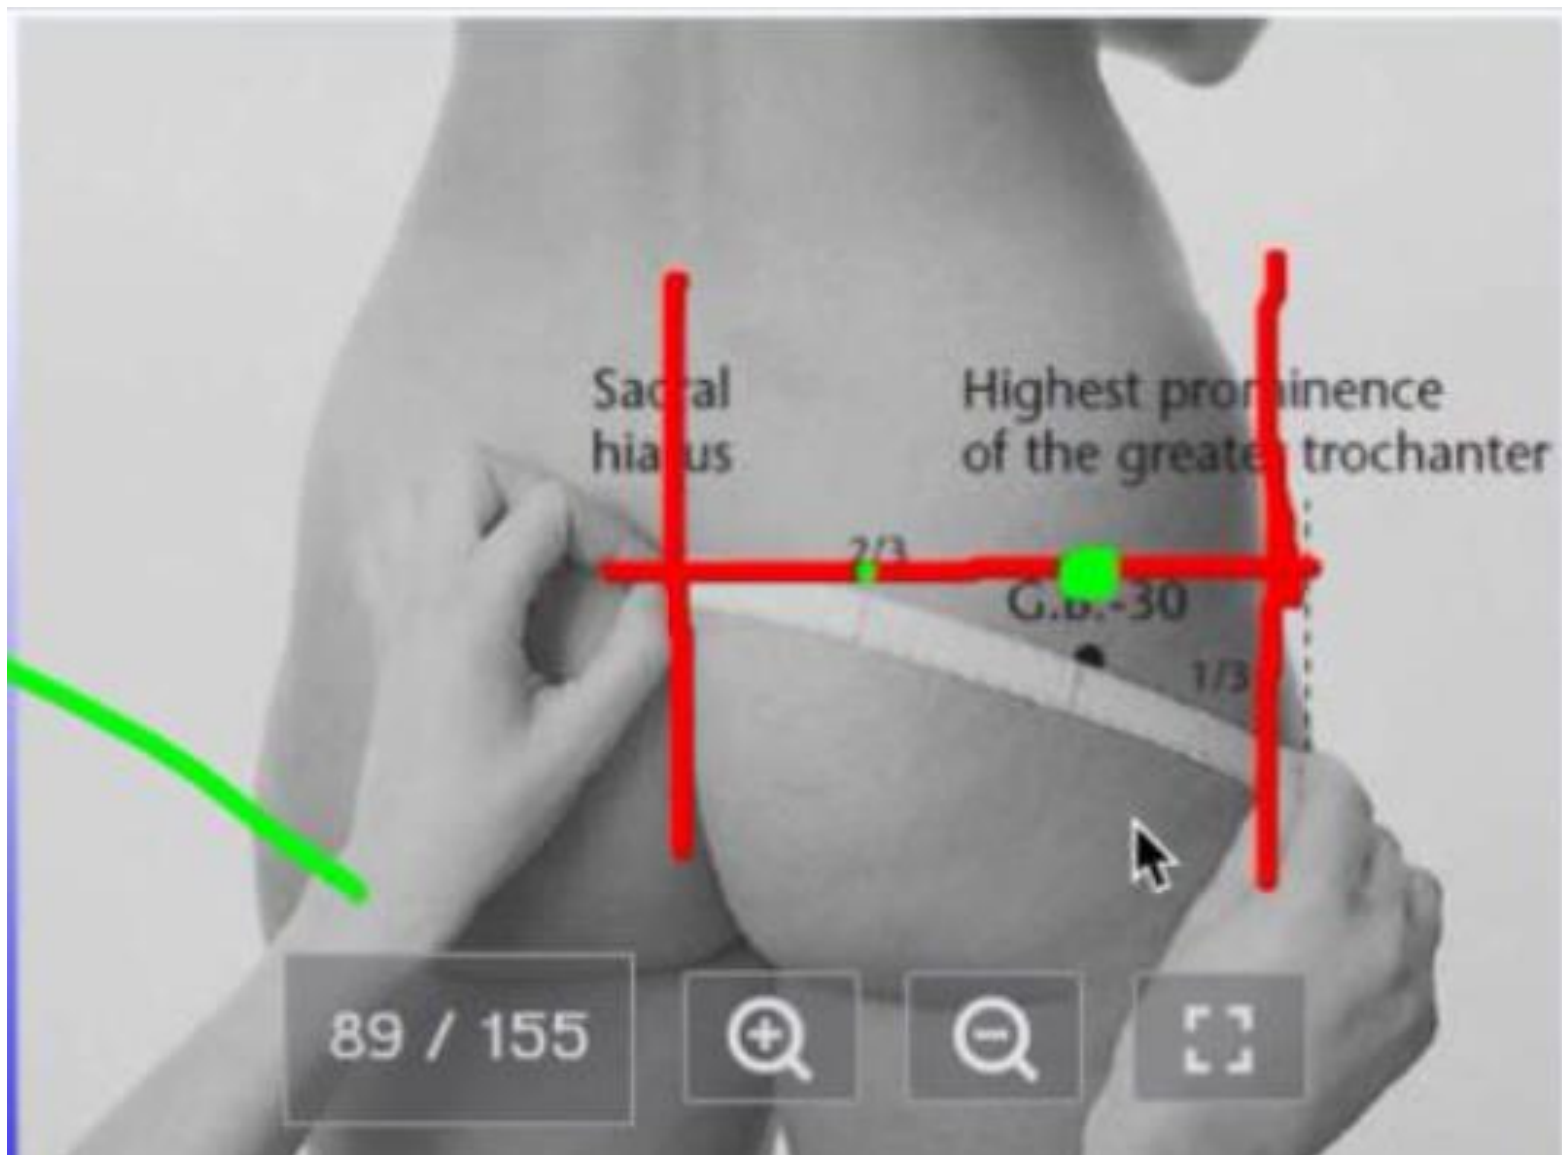 Sacral
hiatus
Highest prominence
of the greater trochanter
2/3
G.B.-30
1/3
89 / 155